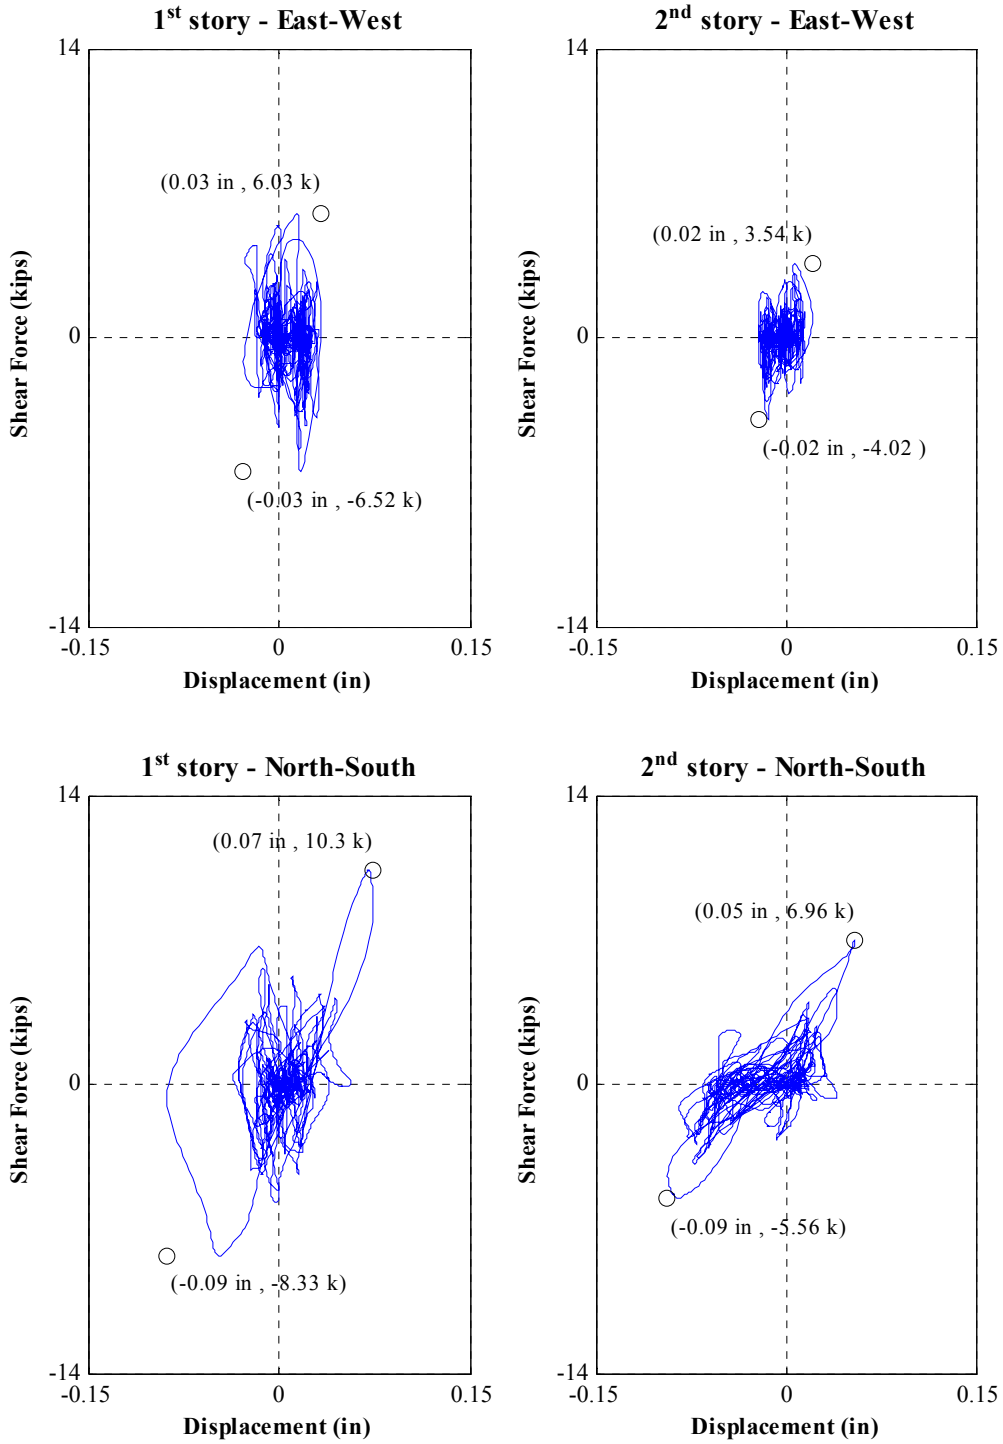 1st story - East-West
14
(0.03 in , 6.03 k)
Shear Force (kips)
0
(-0.03 in , -6.52 k)
-14
-0.15 0 0.15
Displacement (in)
2nd story - East-West
14
(0.02 in , 3.54 k)
Shear Force (kips)
0
(-0.02 in , -4.02 )
-14
-0.15 0 0.15
Displacement (in)
1st story - North-South
14
(0.07 in , 10.3 k)
Shear Force (kips)
0
(-0.09 in , -8.33 k)
-14
-0.15 0 0.15
Displacement (in)
2nd story - North-South
14
(0.05 in , 6.96 k)
Shear Force (kips)
0
(-0.09 in , -5.56 k)
-14
-0.15 0 0.15
Displacement (in)